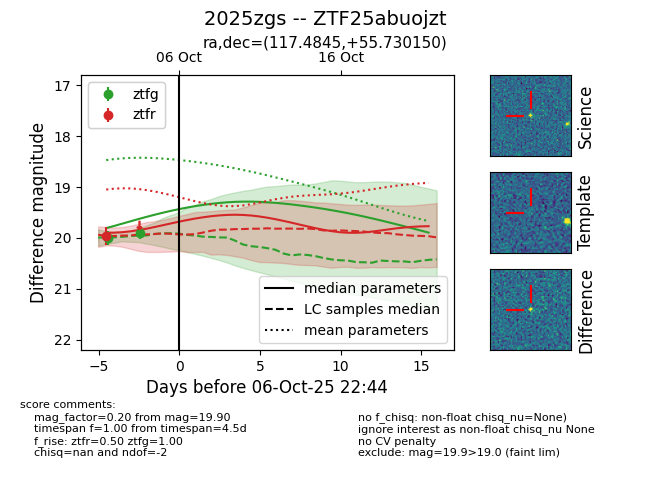 2025zgs -- ZTF25abuojzt
ra,dec=(117.4845,+55.730150)
06 Oct
16 Oct
17
18
19
20
21
22
Difference magnitude
ztfg
ztfr
median parameters
LC samples median
mean parameters
−5
0
5
10
15
Days before 06-Oct-25 22:44
Science
Template
Difference
score comments:
mag_factor=0.20 from mag=19.90
timespan f=1.00 from timespan=4.5d
f_rise: ztfr=0.50 ztfg=1.00
chisq=nan and ndof=-2
no f_chisq: non-float chisq_nu=None)
ignore interest as non-float chisq_nu None
no CV penalty
exclude: mag=19.9>19.0 (faint lim)